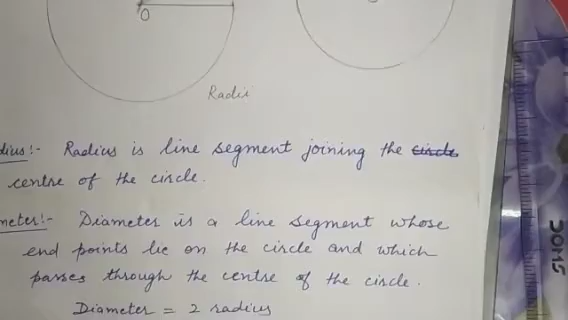 O
Radii
dius:- Radius is line segment joining the circle
centre of the circle.
meter:- Diameter is a line segment whose
end points lie on the circle and which
passes through the centre of the circle.
Diameter = 2 radius
DOMS